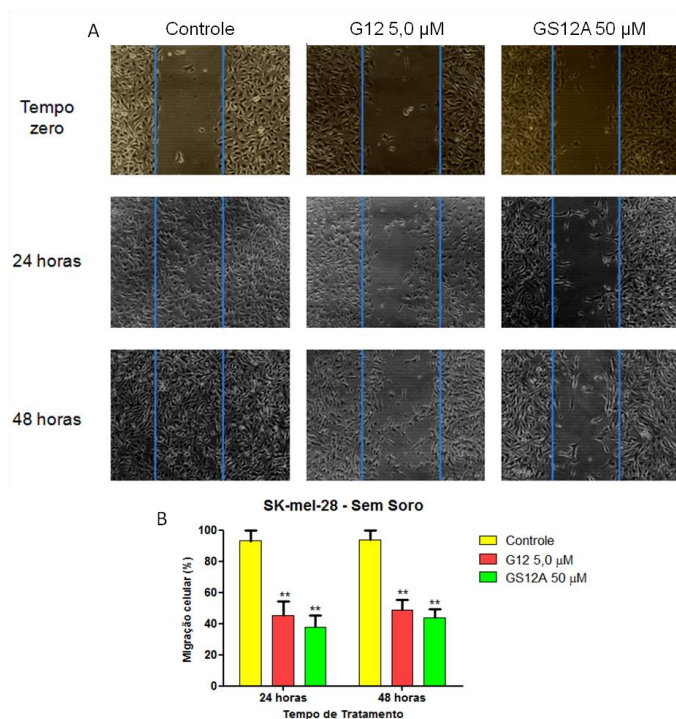 A
Controle
G12 5,0 µM
GS12A 50 µM
Tempo
zero
24 horas
48 horas
B
SK-mel-28 - Sem Soro
Migração celular (%)
100
80
60
40
20
0
**
**
**
**
24 horas
48 horas
Tempo de Tratamento
Controle
G12 5,0 µM
GS12A 50 µM